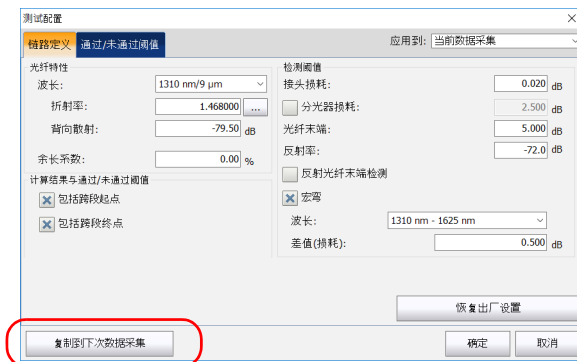 测试配置
链路定义 通过/未通过阈值 应用到: 当前数据采集
光纤特性
波长: 1310 nm/9 µm
折射率: 1.468000 ...
背向散射: -79.50 dB
余长系数: 0.00 %
计算结果与通过/未通过阈值
包括跨段起点
包括跨段终点
检测阈值
接头损耗: 0.020 dB
分光器损耗: 2.500 dB
光纤末端: 5.000 dB
反射率: -72.0 dB
反射光纤末端检测
宏弯
波长: 1310 nm - 1625 nm
差值(损耗): 0.500 dB
恢复出厂设置
复制到下次数据采集 确定 取消